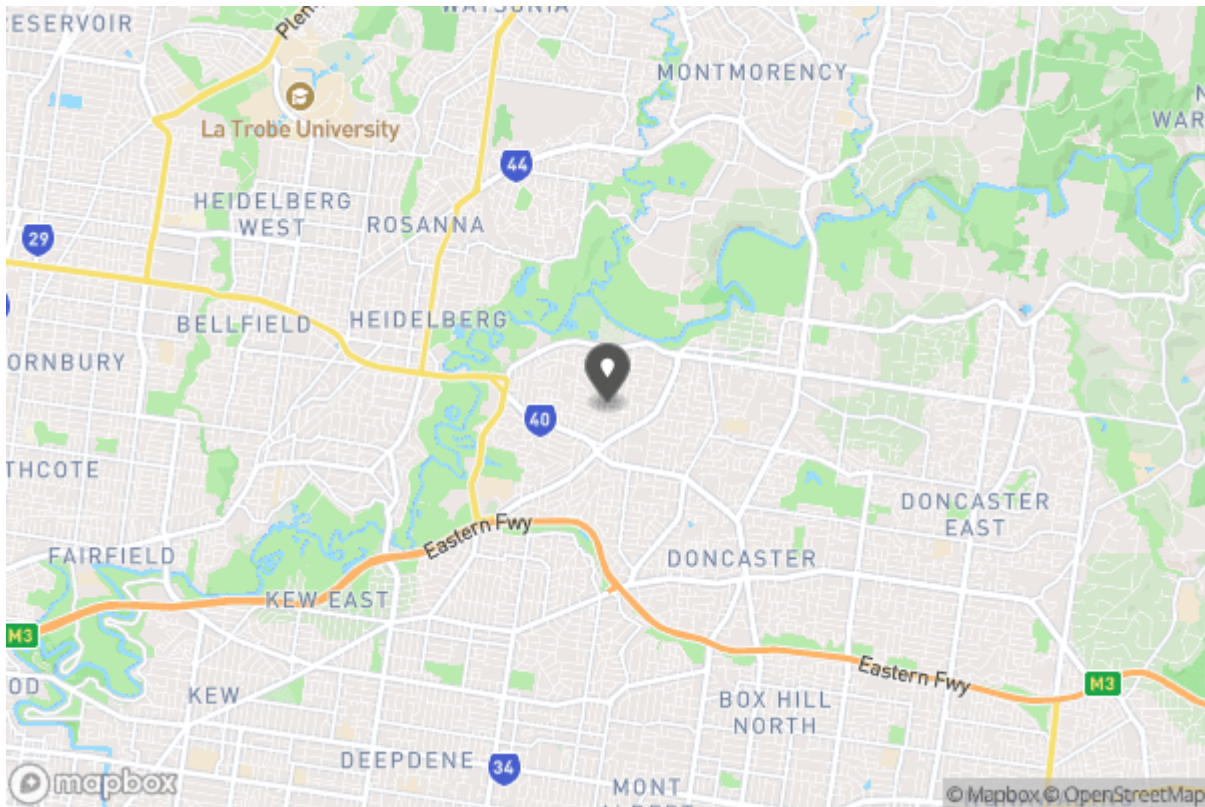 WATSONIA
RESERVOIR
Plenn
MONTMORENCY
La Trobe University
N
WAR
44
HEIDELBERG
WEST
ROSANNA
29
HEIDELBERG
BELLFIELD
ORNBURY
40
THCOTE
DONCASTER
EAST
Eastern Fwy
FAIRFIELD
DONCASTER
KEW EAST
M3
Eastern Fwy
M3
OD
KEW
BOX HILL
NORTH
DEEPDENE
34
MONT
mapbox
© Mapbox © OpenStreetMap